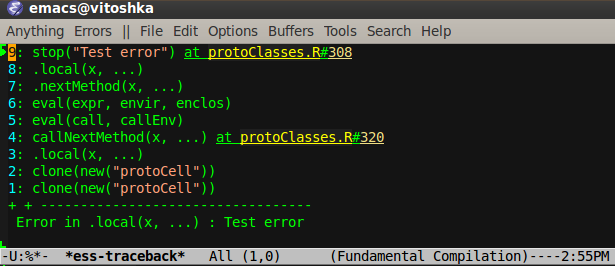 emacs@vitoshka
Anything Errors || File Edit Options Buffers Tools Search Help
9: stop("Test error") at protoClasses.R#308
8: .local(x, ...)
7: .nextMethod(x, ...)
6: eval(expr, envir, enclos)
5: eval(call, callEnv)
4: callNextMethod(x, ...) at protoClasses.R#320
3: .local(x, ...)
2: clone(new("protoCell"))
1: clone(new("protoCell"))
+ + ----------------------------------
Error in .local(x, ...) : Test error
-U:%*- *ess-traceback* All (1,0) (Fundamental Compilation)----2:55PM